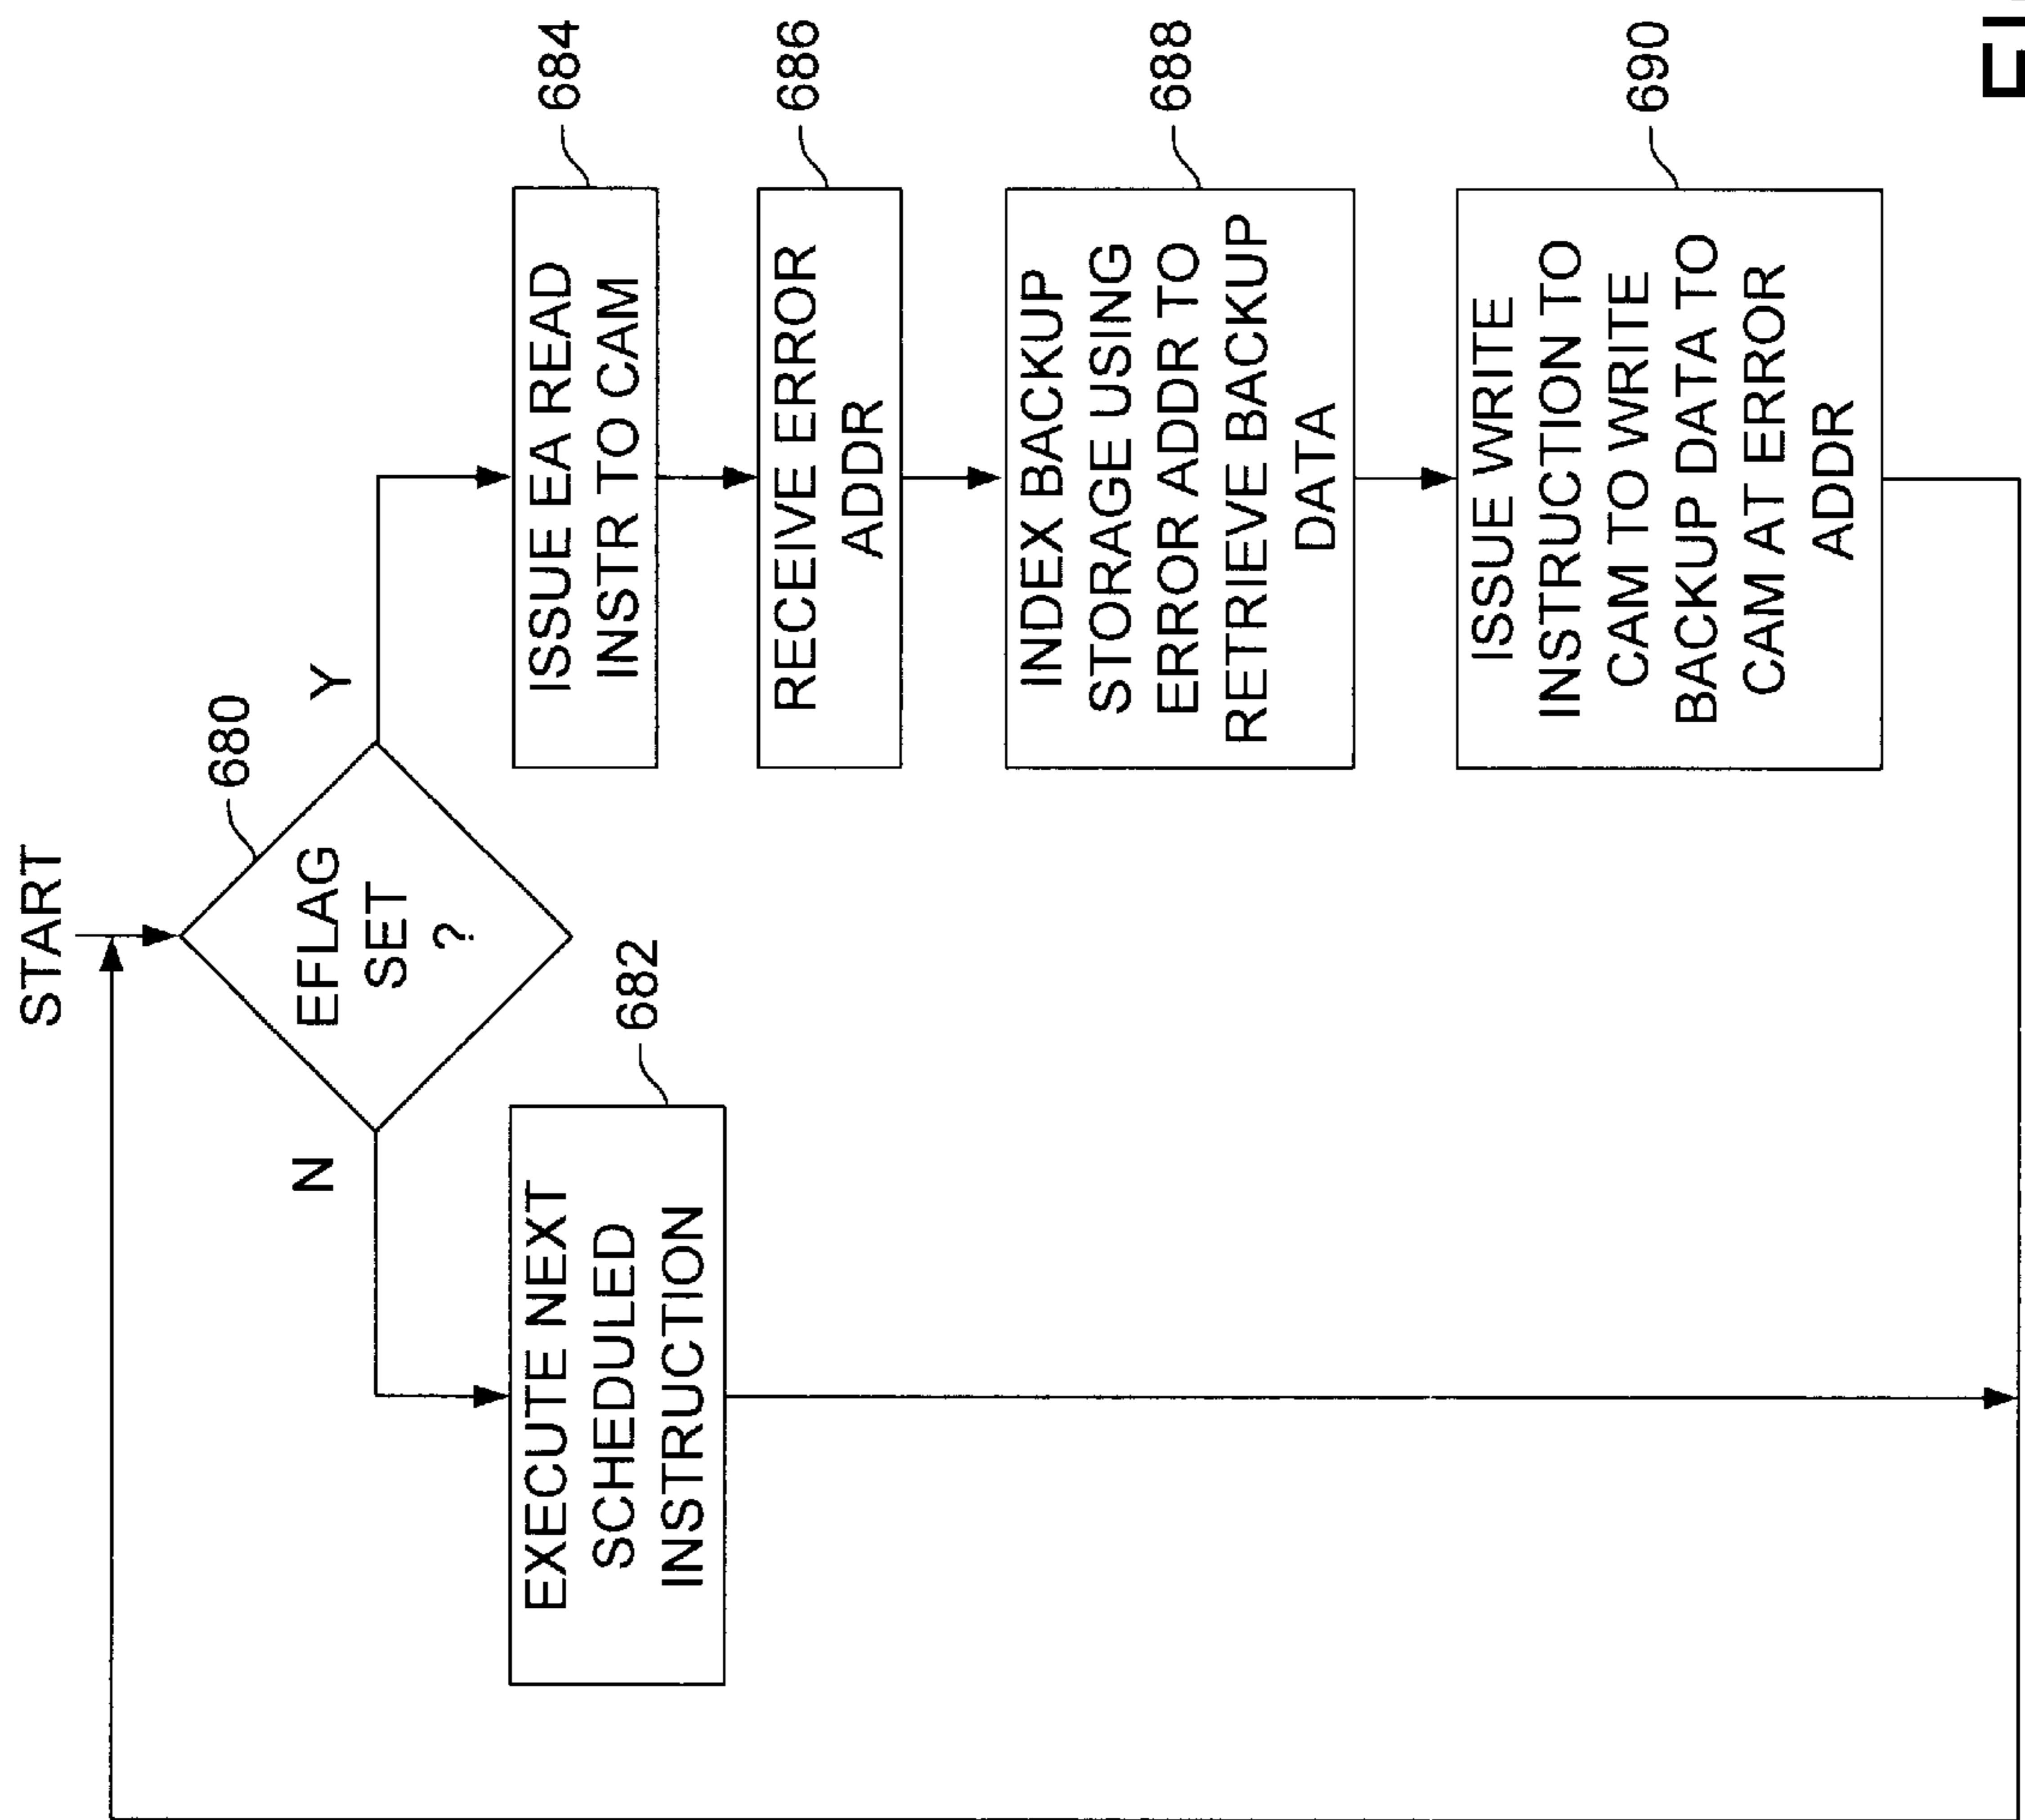 START
680
EFLAG
SET
?
Y
N
682
EXECUTE NEXT
SCHEDULED
INSTRUCTION
684
ISSUE EA READ
INSTR TO CAM
686
RECEIVE ERROR
ADDR
688
INDEX BACKUP
STORAGE USING
ERROR ADDR TO
RETRIEVE BACKUP
DATA
690
ISSUE WRITE
INSTRUCTION TO
CAM TO WRITE
BACKUP DATA TO
CAM AT ERROR
ADDR